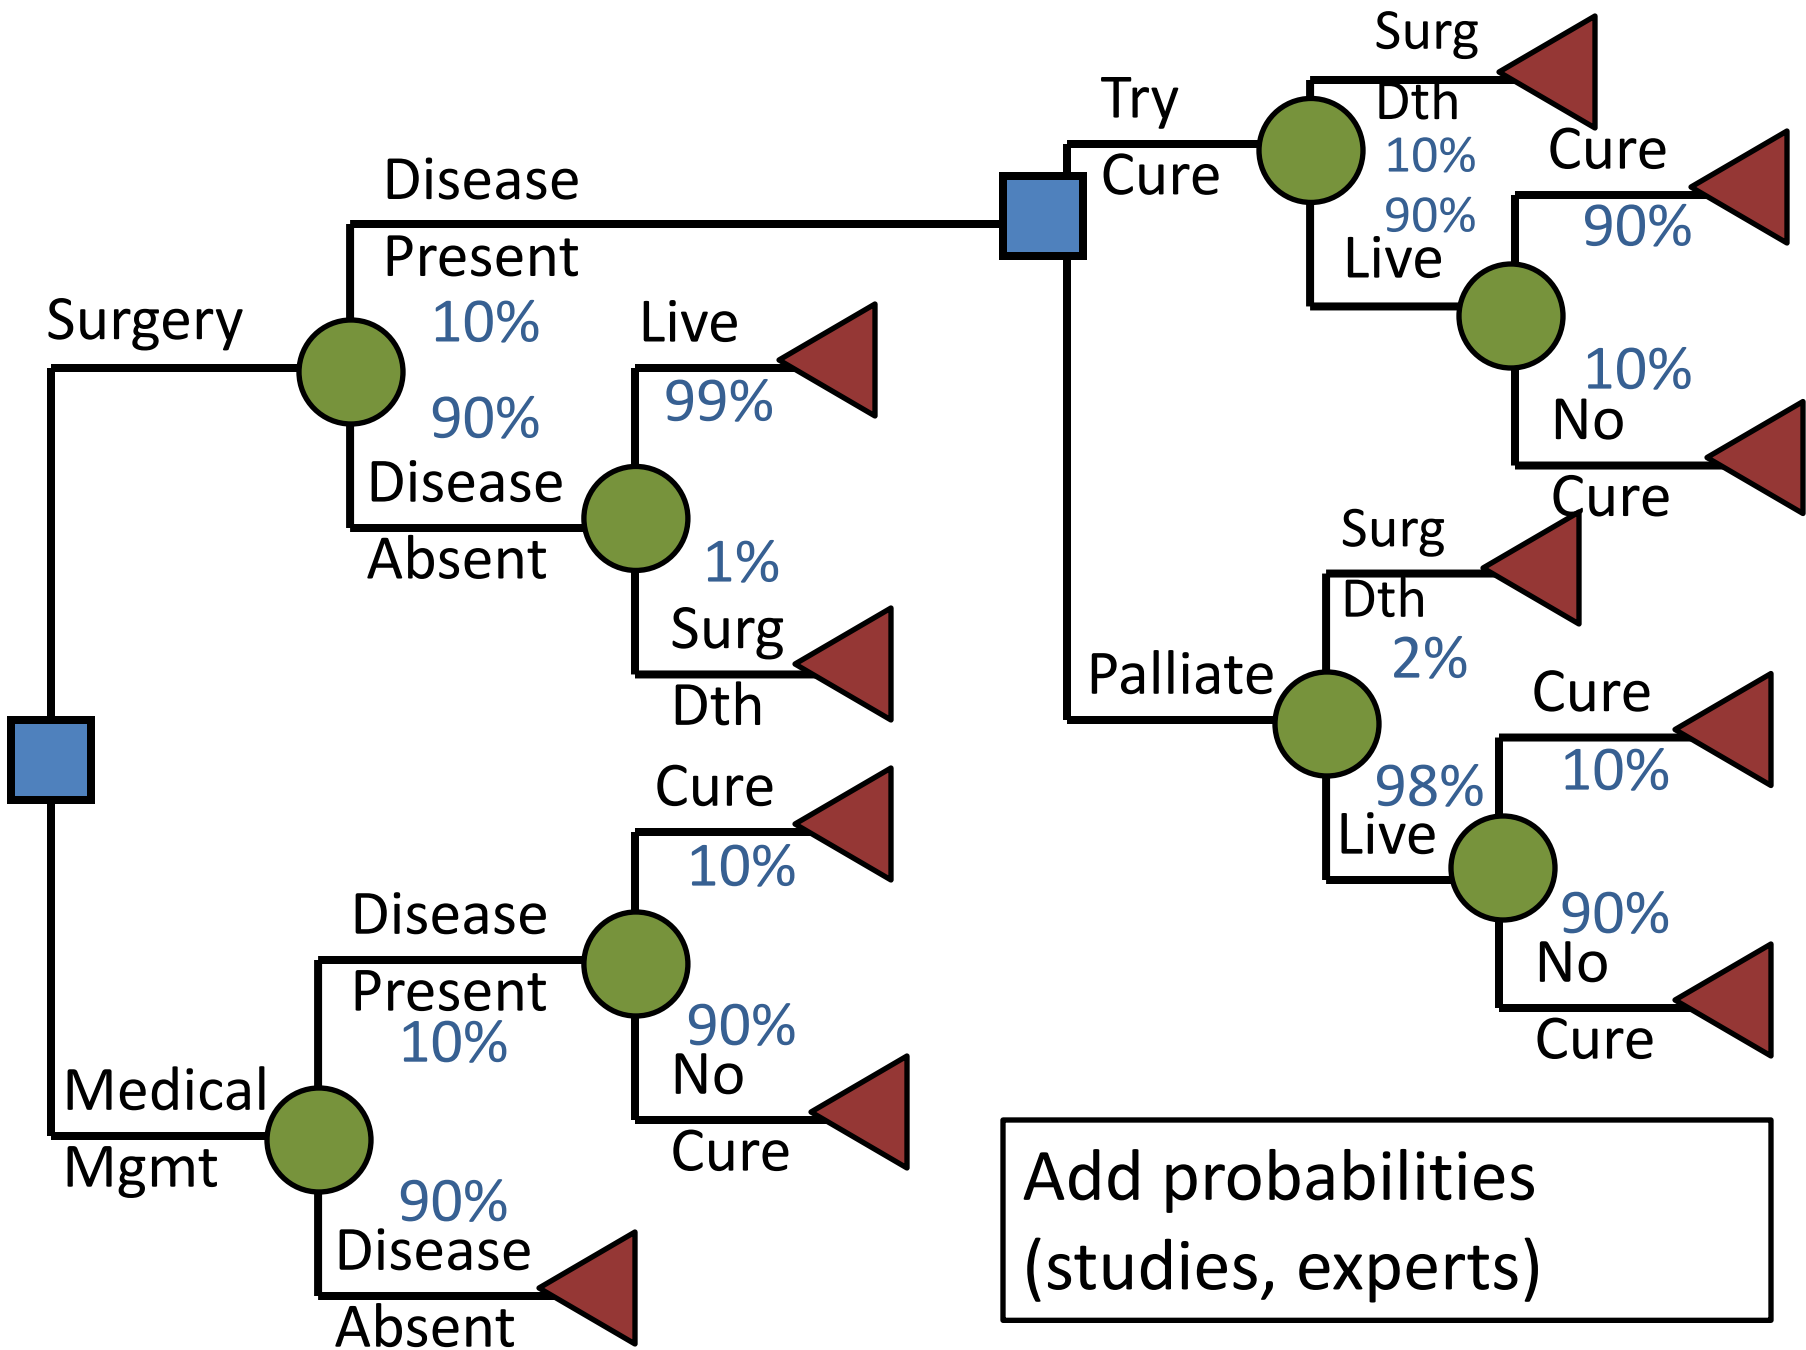 Surg
Dth
10%
Try
Cure
90%
Live
Cure
90%
10%
No
Cure
Disease
Present
10%
Surgery
90%
Disease
Absent
Live
99%
1%
Surg
Dth
Surg
Dth
2%
Palliate
98%
Live
Cure
10%
90%
No
Cure
Cure
10%
Disease
Present
10%
90%
No
Cure
Medical
Mgmt
90%
Disease
Absent
Add probabilities
(studies, experts)